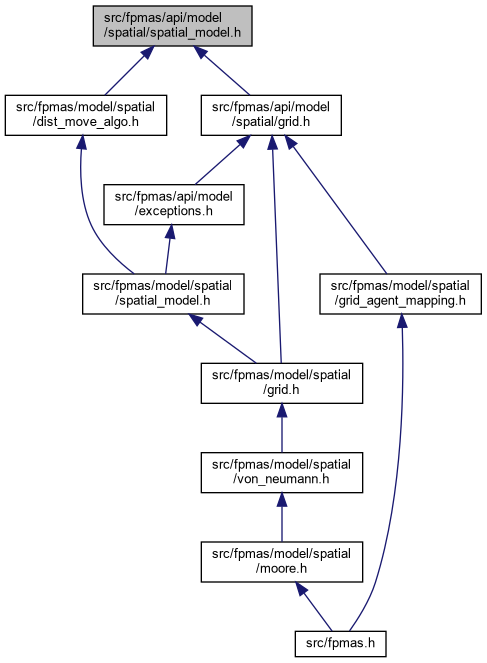 src/fpmas/api/model
/spatial/spatial_model.h
src/fpmas/model/spatial
/dist_move_algo.h
src/fpmas/api/model
/spatial/grid.h
src/fpmas/api/model
/exceptions.h
src/fpmas/model/spatial
/spatial_model.h
src/fpmas/model/spatial
/grid_agent_mapping.h
src/fpmas/model/spatial
/grid.h
src/fpmas/model/spatial
/von_neumann.h
src/fpmas/model/spatial
/moore.h
src/fpmas.h